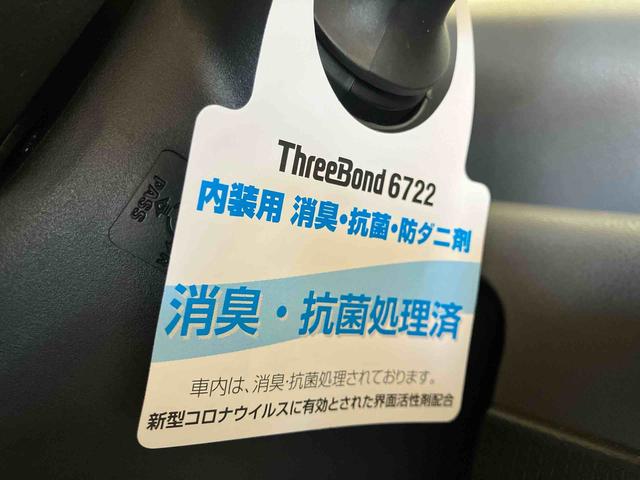 ThreeBond 6722
内装用 消臭・抗菌・防ダニ剤
消臭・抗菌処理済
車内は、消臭・抗菌処理されております。
新型コロナウイルスに有効とされた界面活性剤配合
PASS